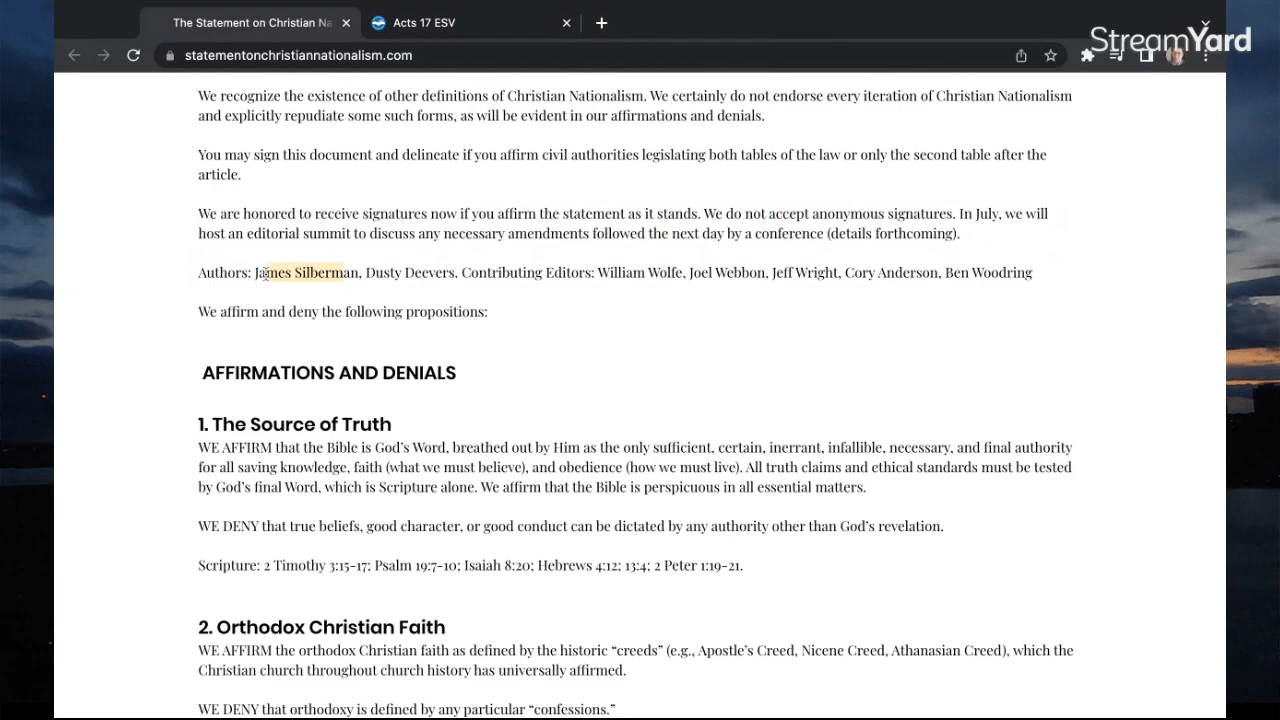 The Statement on Christian Na
Acts 17 ESV
StreamYard
statementonchristiannationalism.com
We recognize the existence of other definitions of Christian Nationalism. We certainly do not endorse every iteration of Christian Nationalism
and explicitly repudiate some such forms, as will be evident in our affirmations and denials.
You may sign this document and delineate if you affirm civil authorities legislating both tables of the law or only the second table after the
article.
We are honored to receive signatures now if you affirm the statement as it stands. We do not accept anonymous signatures. In July, we will
host an editorial summit to discuss any necessary amendments followed the next day by a conference (details forthcoming).
Authors: James Silberman, Dusty Deevers. Contributing Editors: William Wolfe, Joel Webbon, Jeff Wright, Cory Anderson, Ben Woodring
We affirm and deny the following propositions:
AFFIRMATIONS AND DENIALS
1. The Source of Truth
WE AFFIRM that the Bible is God’s Word, breathed out by Him as the only sufficient, certain, inerrant, infallible, necessary, and final authority
for all saving knowledge, faith (what we must believe), and obedience (how we must live). All truth claims and ethical standards must be tested
by God’s final Word, which is Scripture alone. We affirm that the Bible is perspicuous in all essential matters.
WE DENY that true beliefs, good character, or good conduct can be dictated by any authority other than God’s revelation.
Scripture: 2 Timothy 3:15-17; Psalm 19:7-10; Isaiah 8:20; Hebrews 4:12; 13:4; 2 Peter 1:19-21.
2. Orthodox Christian Faith
WE AFFIRM the orthodox Christian faith as defined by the historic “creeds” (e.g., Apostle’s Creed, Nicene Creed, Athanasian Creed), which the
Christian church throughout church history has universally affirmed.
WE DENY that orthodoxy is defined by any particular “confessions.”